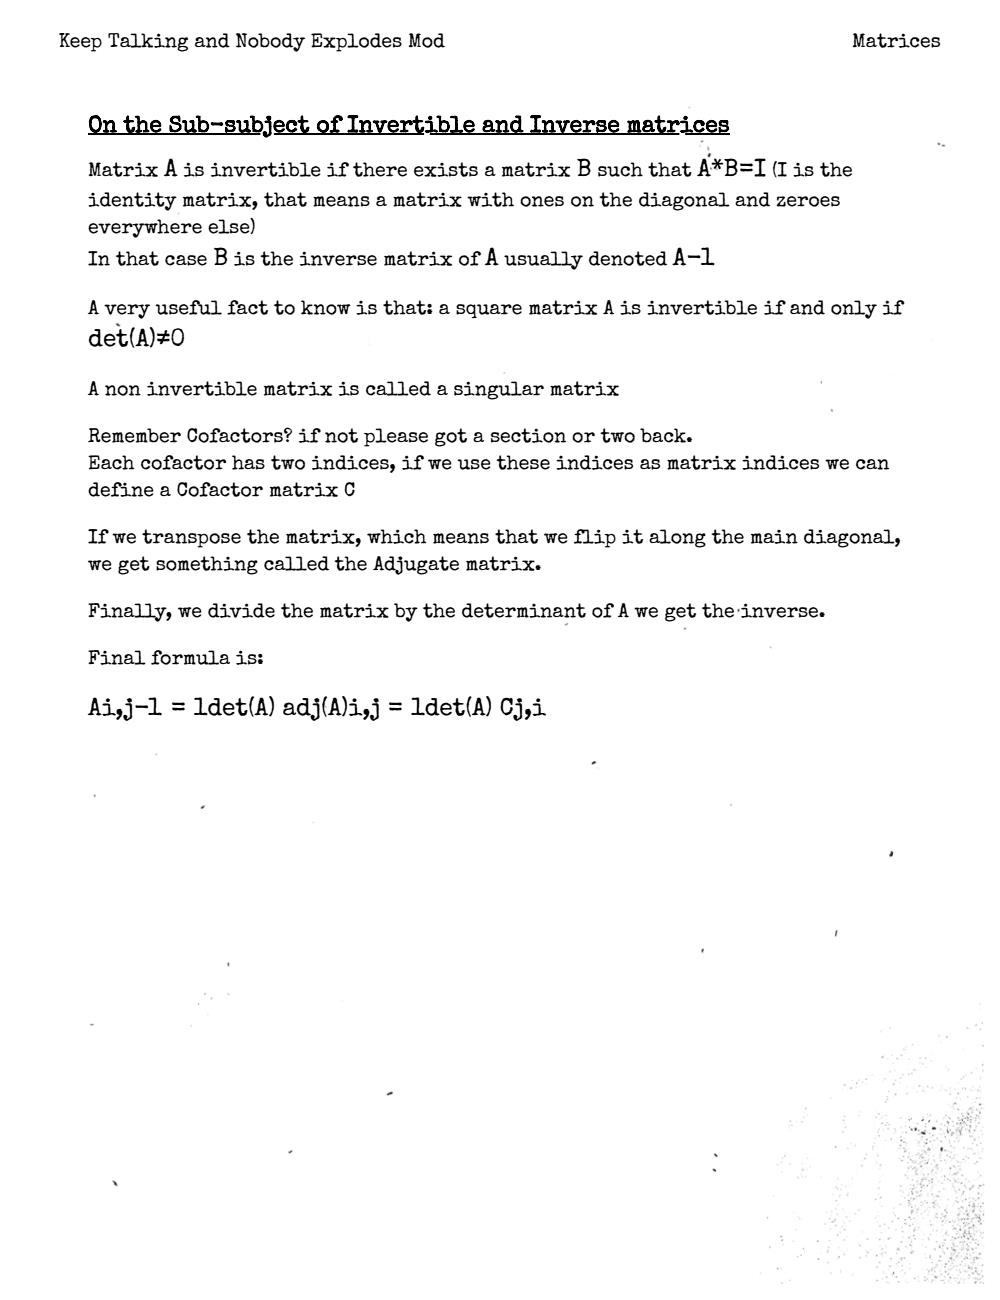 Keep Talking and Nobody Explodes Mod
Matrices
On the Sub-subject of Invertible and Inverse matrices
Matrix A is invertible if there exists a matrix B such that A*B=I (I is the
identity matrix, that means a matrix with ones on the diagonal and zeroes
everywhere else)
In that case B is the inverse matrix of A usually denoted A-1
A very useful fact to know is that: a square matrix A is invertible if and only if
det(A)≠0
A non invertible matrix is called a singular matrix
Remember Cofactors? if not please got a section or two back.
Each cofactor has two indices, if we use these indices as matrix indices we can
define a Cofactor matrix C
If we transpose the matrix, which means that we flip it along the main diagonal,
we get something called the Adjugate matrix.
Finally, we divide the matrix by the determinant of A we get the inverse.
Final formula is:
Ai,j-1 = 1det(A) adj(A)i,j = 1det(A) Cj,i